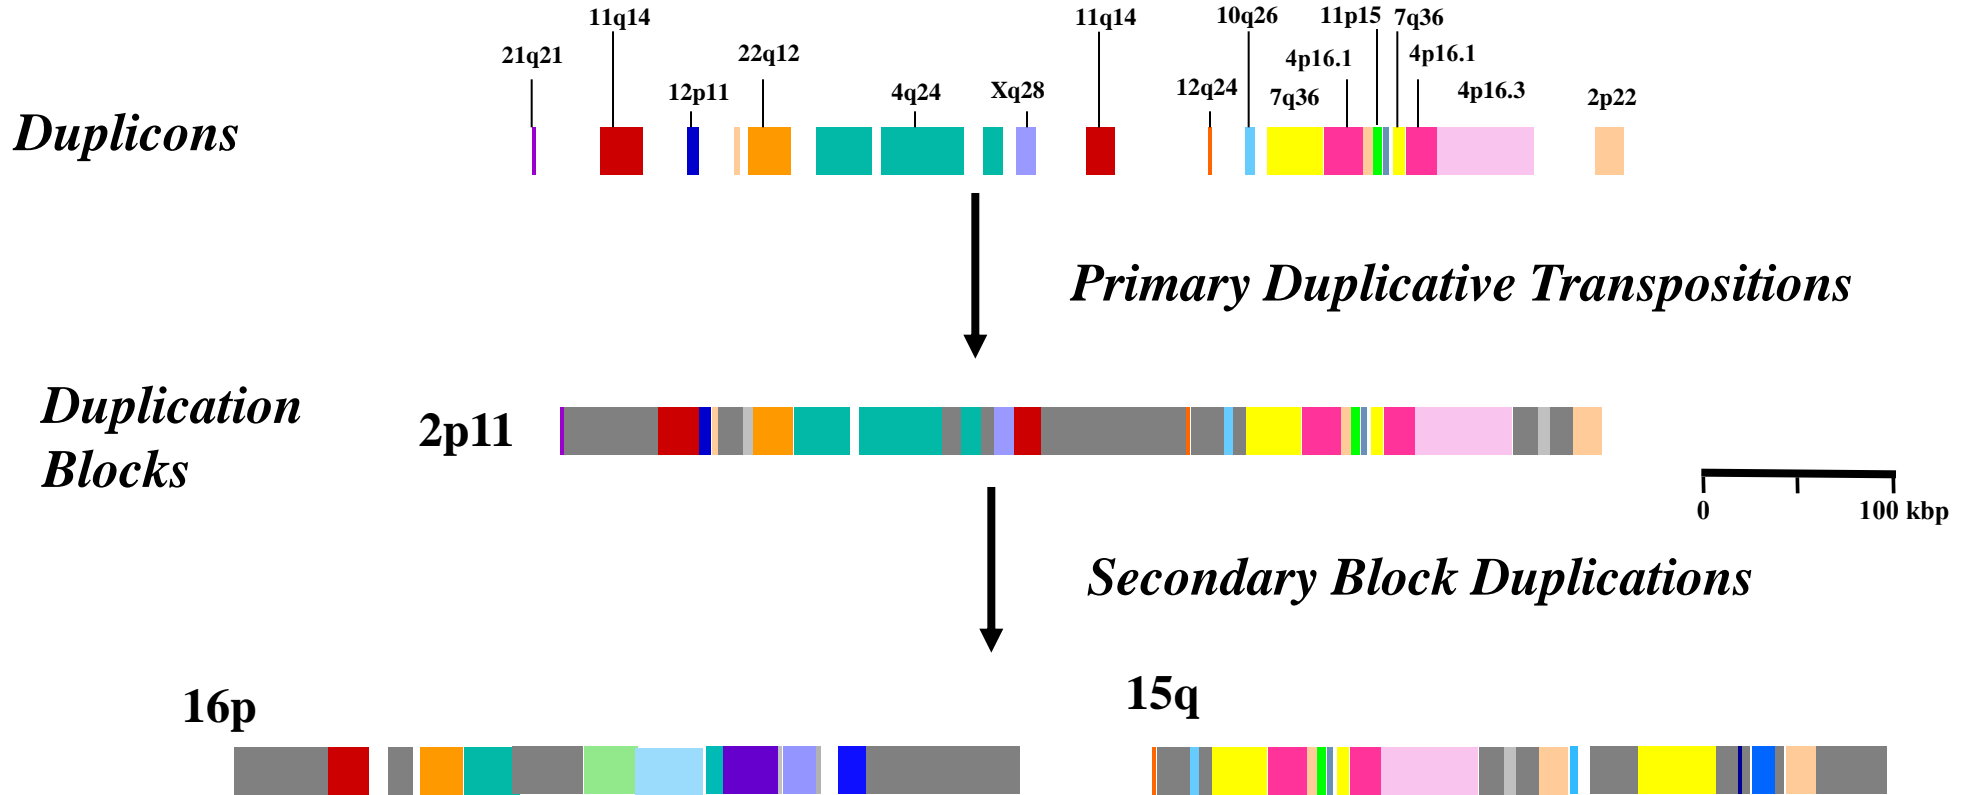 11q14 11q14 10q26 11p15 7q36
21q21 22q12 4p16.1 4p16.1
12p11 4q24 Xq28 12q24 7q36 4p16.3 2p22
Duplicons
Primary Duplicative Transpositions
Duplication
Blocks
2p11
0 100 kbp
Secondary Block Duplications
16p 15q